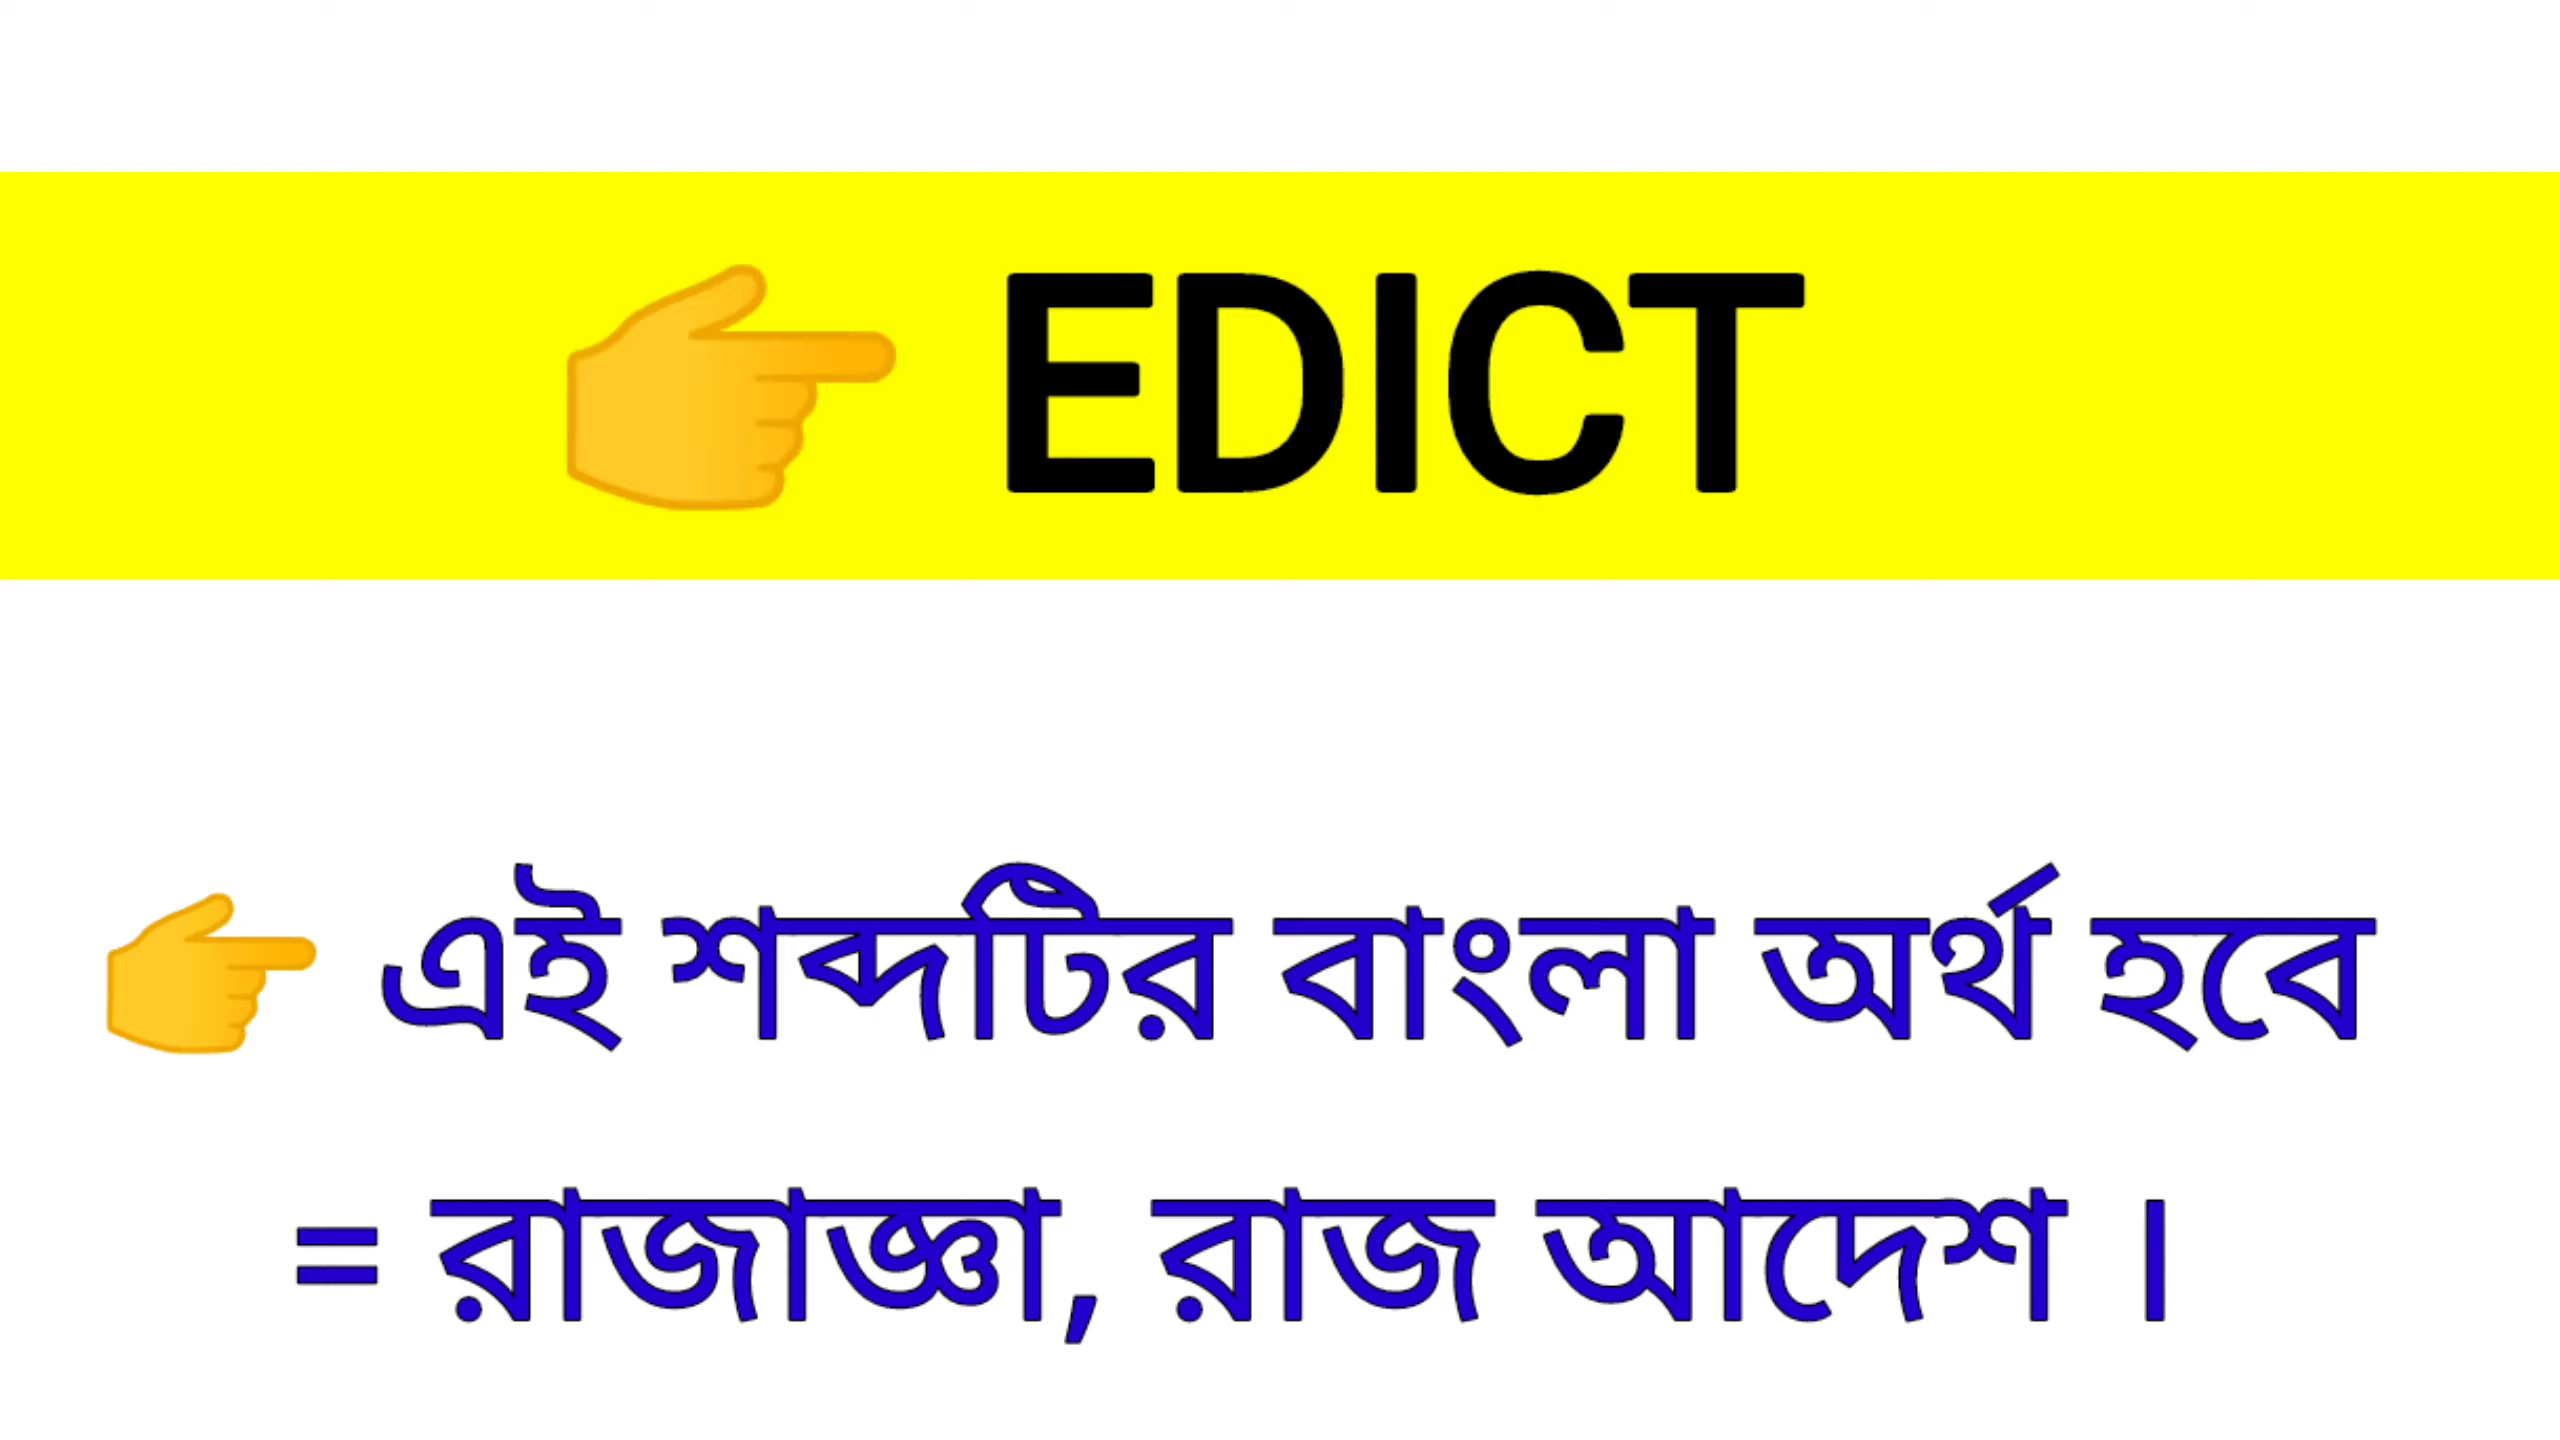 👉 EDICT
👉 এই শব্দটির বাংলা অর্থ হবে
= রাজাজ্ঞা, রাজ আদেশ ।